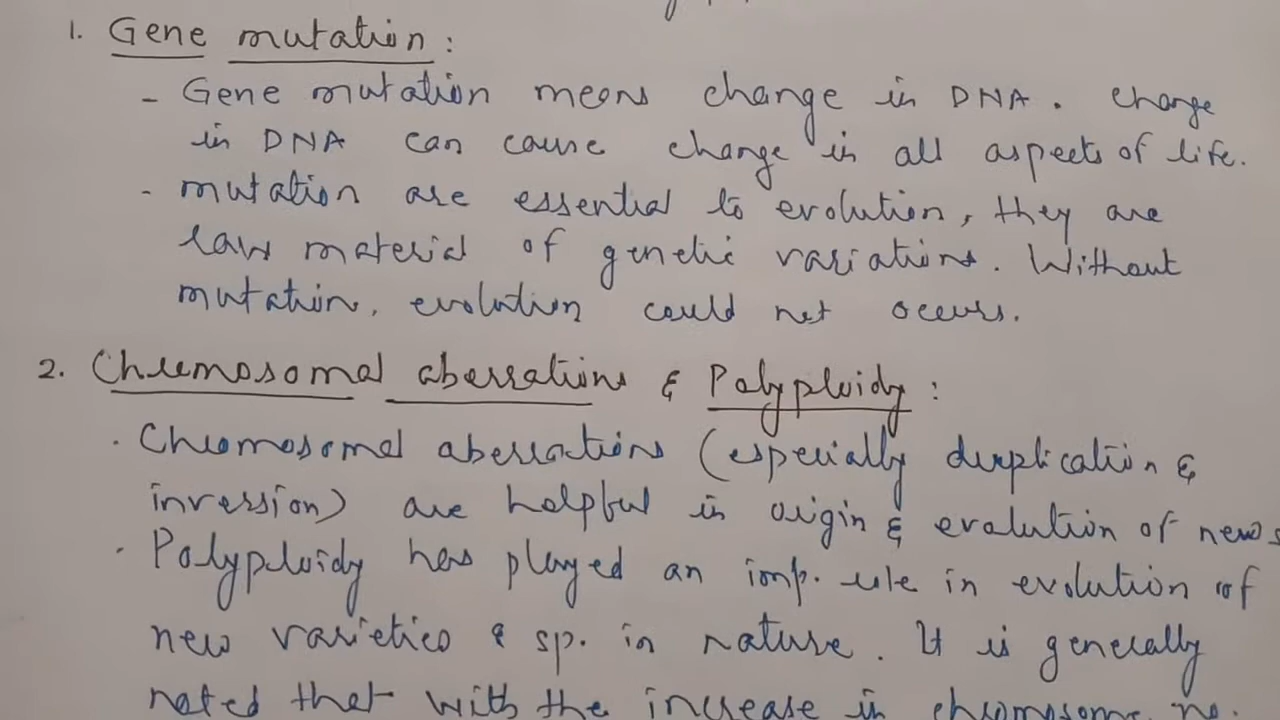 1. Gene mutation :
- Gene mutation means change in DNA. change
in DNA can cause change in all aspects of life.
- mutation are essential to evolution, they are
raw material of genetic variations. Without
mutation, evolution could not occurs.
2. Chromosomal aberrations & Polyploidy :
· Chromosomal aberrations (especially duplication &
inversion) are helpful in origin & evolution of new
· Polyploidy has played an imp. role in evolution of
new varieties & sp. in nature. It is generally
noted that with the increase in chromosome no.